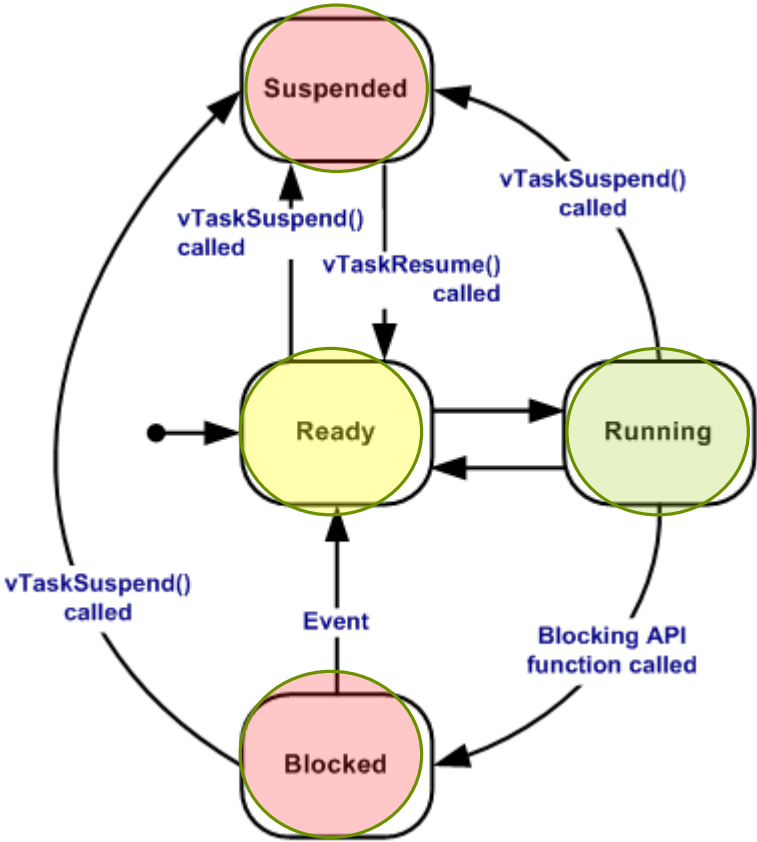 Suspended
vTaskSuspend()
called
vTaskSuspend()
called
vTaskResume()
called
Ready
Running
vTaskSuspend()
called
Event
Blocking API
function called
Blocked